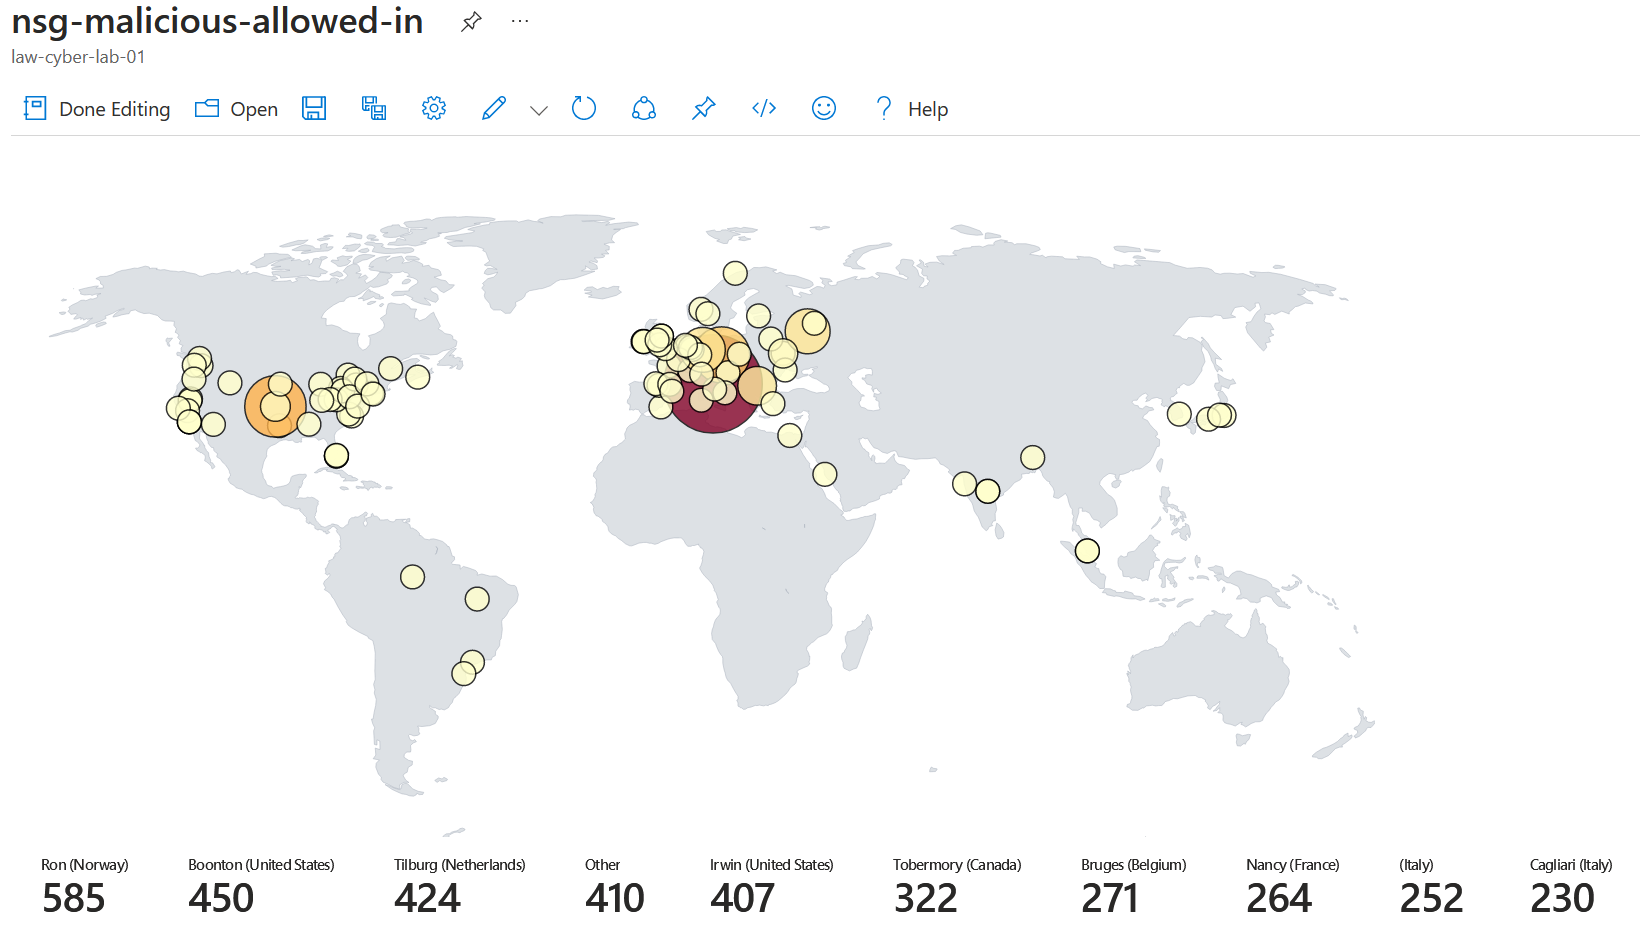 nsg-malicious-allowed-in
law-cyber-lab-01
Done Editing Open Help
Ron (Norway) Boonton (United States) Tilburg (Netherlands) Other Irwin (United States) Tobermory (Canada) Bruges (Belgium) Nancy (France) (Italy) Cagliari (Italy)
585 450 424 410 407 322 271 264 252 230